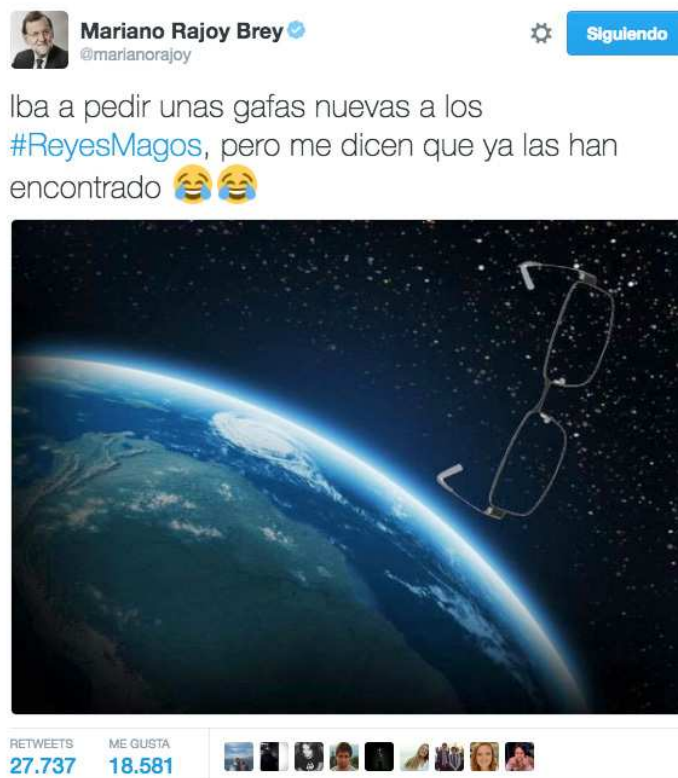 Mariano Rajoy Brey
@marianorajoy
Siguiendo
Iba a pedir unas gafas nuevas a los
#ReyesMagos, pero me dicen que ya las han
encontrado 😂😂
RETWEETS
27.737
ME GUSTA
18.581